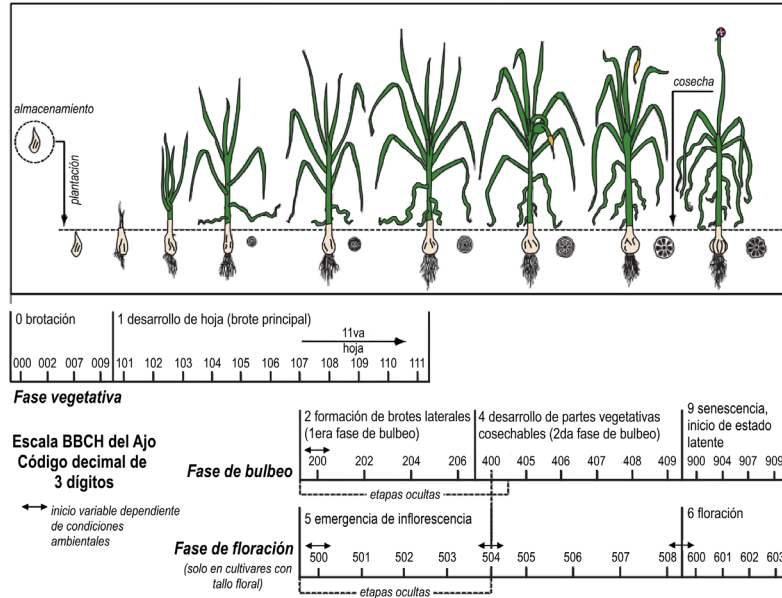 almacenamiento
plantación
cosecha
0 brotación
1 desarrollo de hoja (brote principal)
11va
hoja
000 002 007 009 101 102 103 104 105 106 107 108 109 110 111
Fase vegetativa
Escala BBCH del Ajo
Código decimal de
3 dígitos
inicio variable dependiente
de condiciones
ambientales
2 formación de brotes laterales
(1era fase de bulbeo)
4 desarrollo de partes vegetativas
cosechables (2da fase de bulbeo)
9 senescencia,
inicio de estado
latente
Fase de bulbeo
200 202 204 206 400 406 406 407 408 409 900 904 907 909
etapas ocultas
5 emergencia de inflorescencia
6 floración
Fase de floración
(solo en cultivares con
tallo floral)
500 501 502 503 504 505 506 507 508 600 601 602 603
etapas ocultas